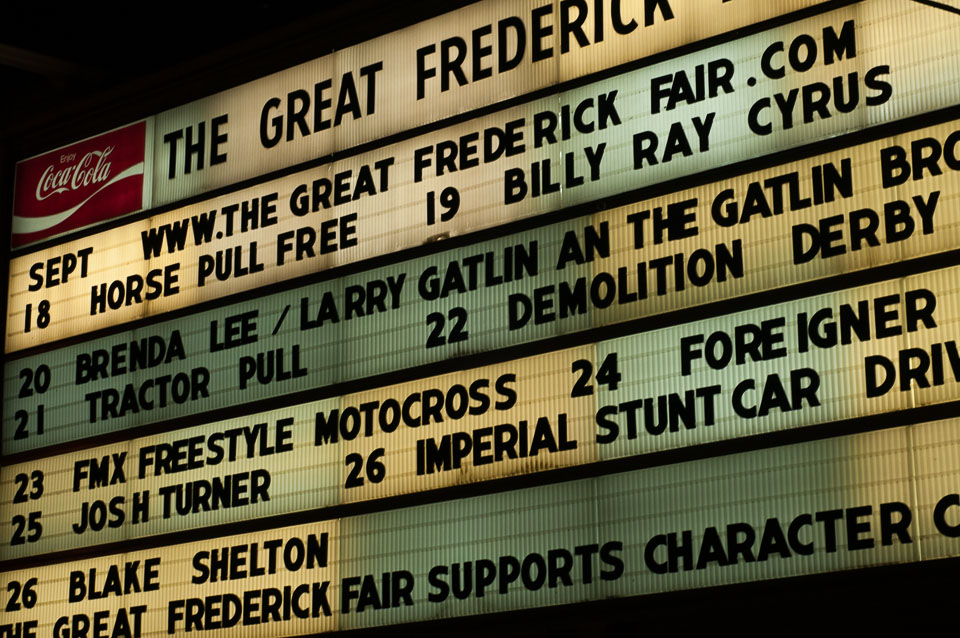 THE GREAT FREDERICK
Enjoy
Coca-Cola
SEPT WWW.THE GREAT FREDERICK FAIR.COM
18 HORSE PULL FREE 19 BILLY RAY CYRUS
20 BRENDA LEE / LARRY GATLIN AN THE GATLIN BRO
21 TRACTOR PULL 22 DEMOLITION DERBY
23 FMX FREESTYLE MOTOCROSS 24 FOREIGNER
25 JOSH TURNER 26 IMPERIAL STUNT CAR DRIV
26 BLAKE SHELTON
THE GREAT FREDERICK FAIR SUPPORTS CHARACTER C